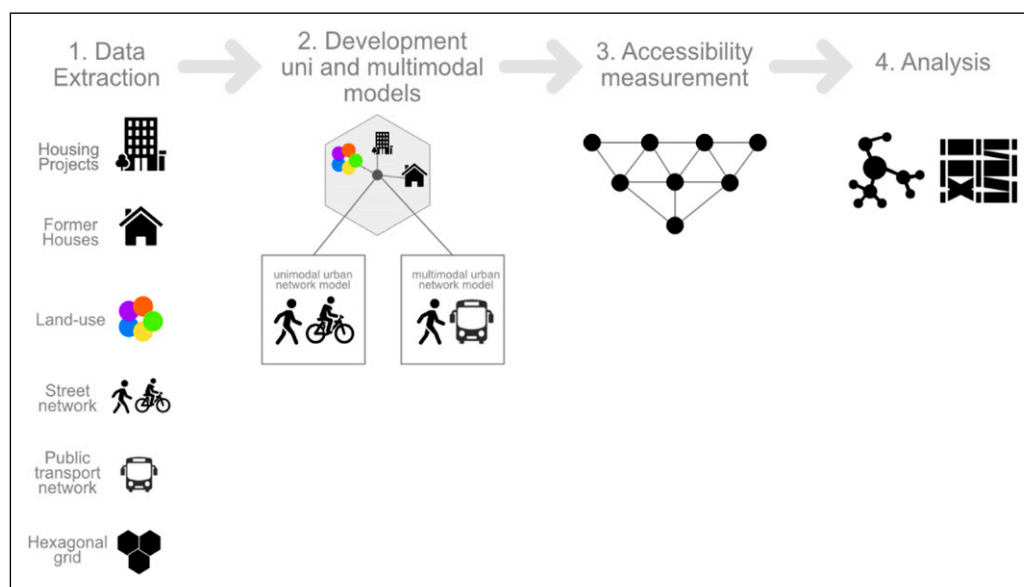 1. Data
Extraction
2. Development
uni and multimodal
models
3. Accessibility
measurement
4. Analysis
Housing
Projects
Former
Houses
Land-use
Street
network
Public
transport
network
Hexagonal
grid
unimodal urban
network model
multimodal urban
network model